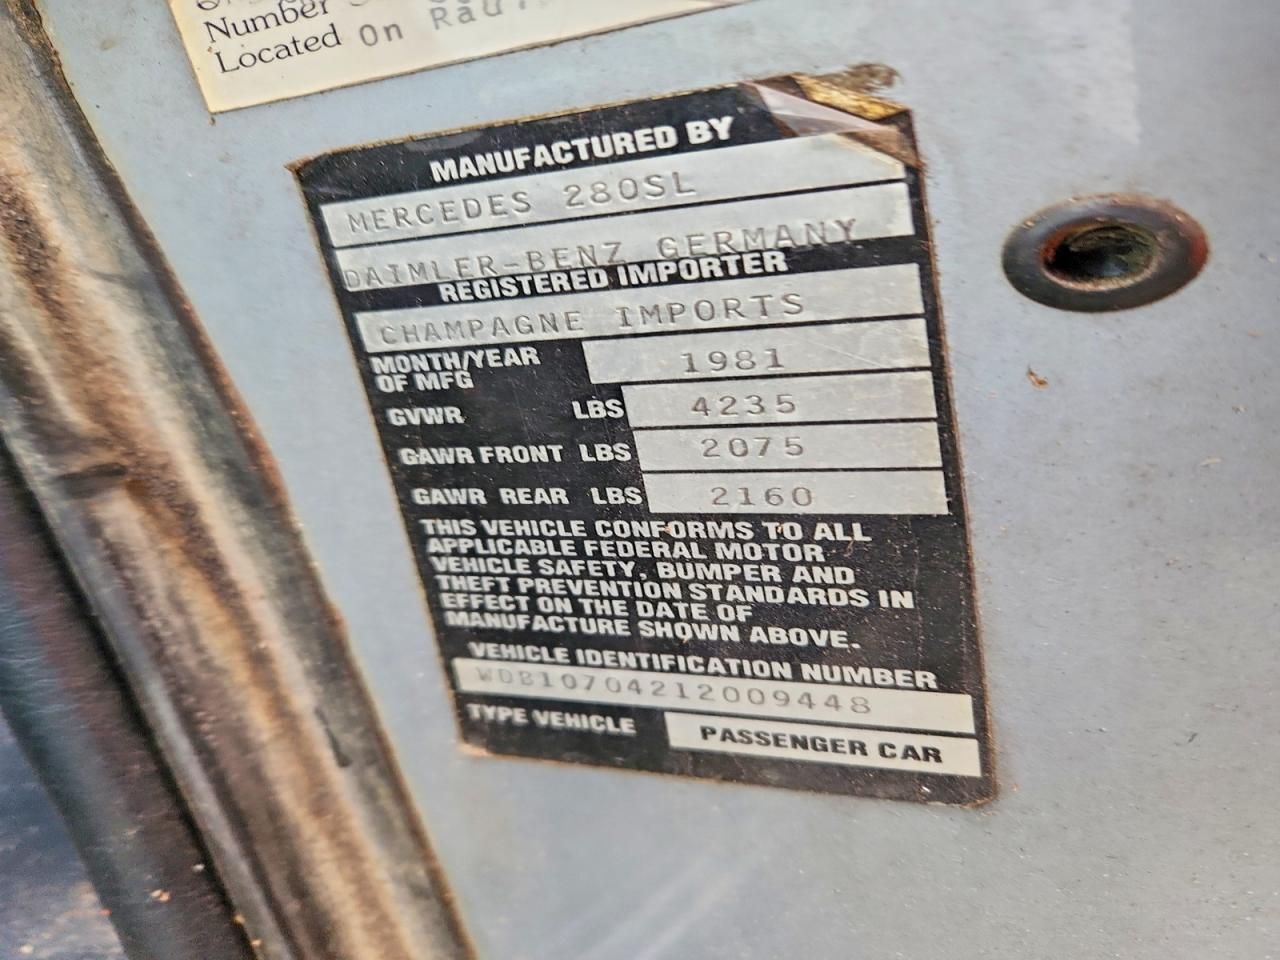 Number
Located On Rad
MANUFACTURED BY
MERCEDES 280SL
DAIMLER-BENZ GERMANY
REGISTERED IMPORTER
CHAMPAGNE IMPORTS
MONTH/YEAR OF MFG 1981
GVWR LBS 4235
GAWR FRONT LBS 2075
GAWR REAR LBS 2160
THIS VEHICLE CONFORMS TO ALL
APPLICABLE FEDERAL MOTOR
VEHICLE SAFETY, BUMPER AND
THEFT PREVENTION STANDARDS IN
EFFECT ON THE DATE OF
MANUFACTURE SHOWN ABOVE.
VEHICLE IDENTIFICATION NUMBER
WDB10704212009448
TYPE VEHICLE PASSENGER CAR